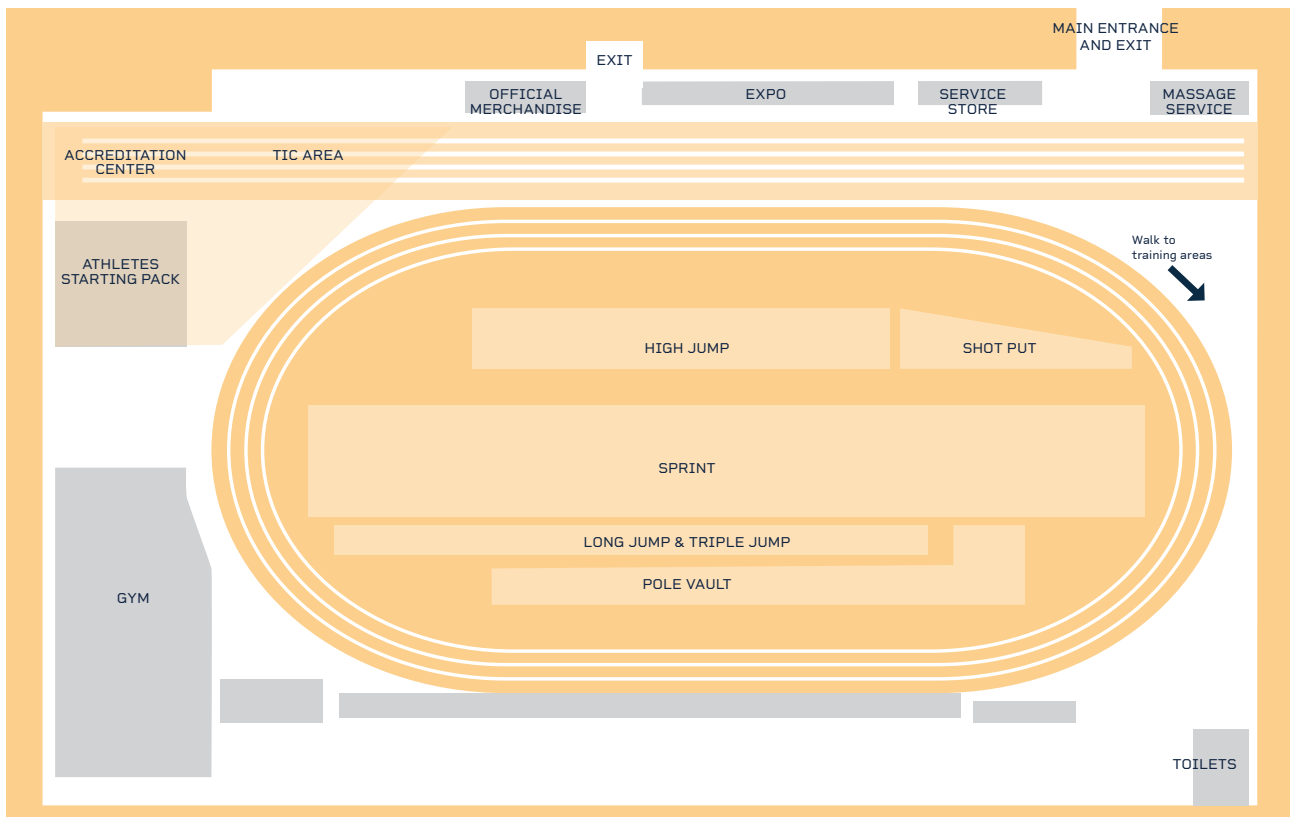 MAIN ENTRANCE
AND EXIT
EXIT
OFFICIAL
MERCHANDISE
EXPO
SERVICE
STORE
MASSAGE
SERVICE
ACCREDITATION
CENTER
TIC AREA
Walk to
training areas
ATHLETES
STARTING PACK
HIGH JUMP
SHOT PUT
SPRINT
LONG JUMP & TRIPLE JUMP
POLE VAULT
GYM
TOILETS